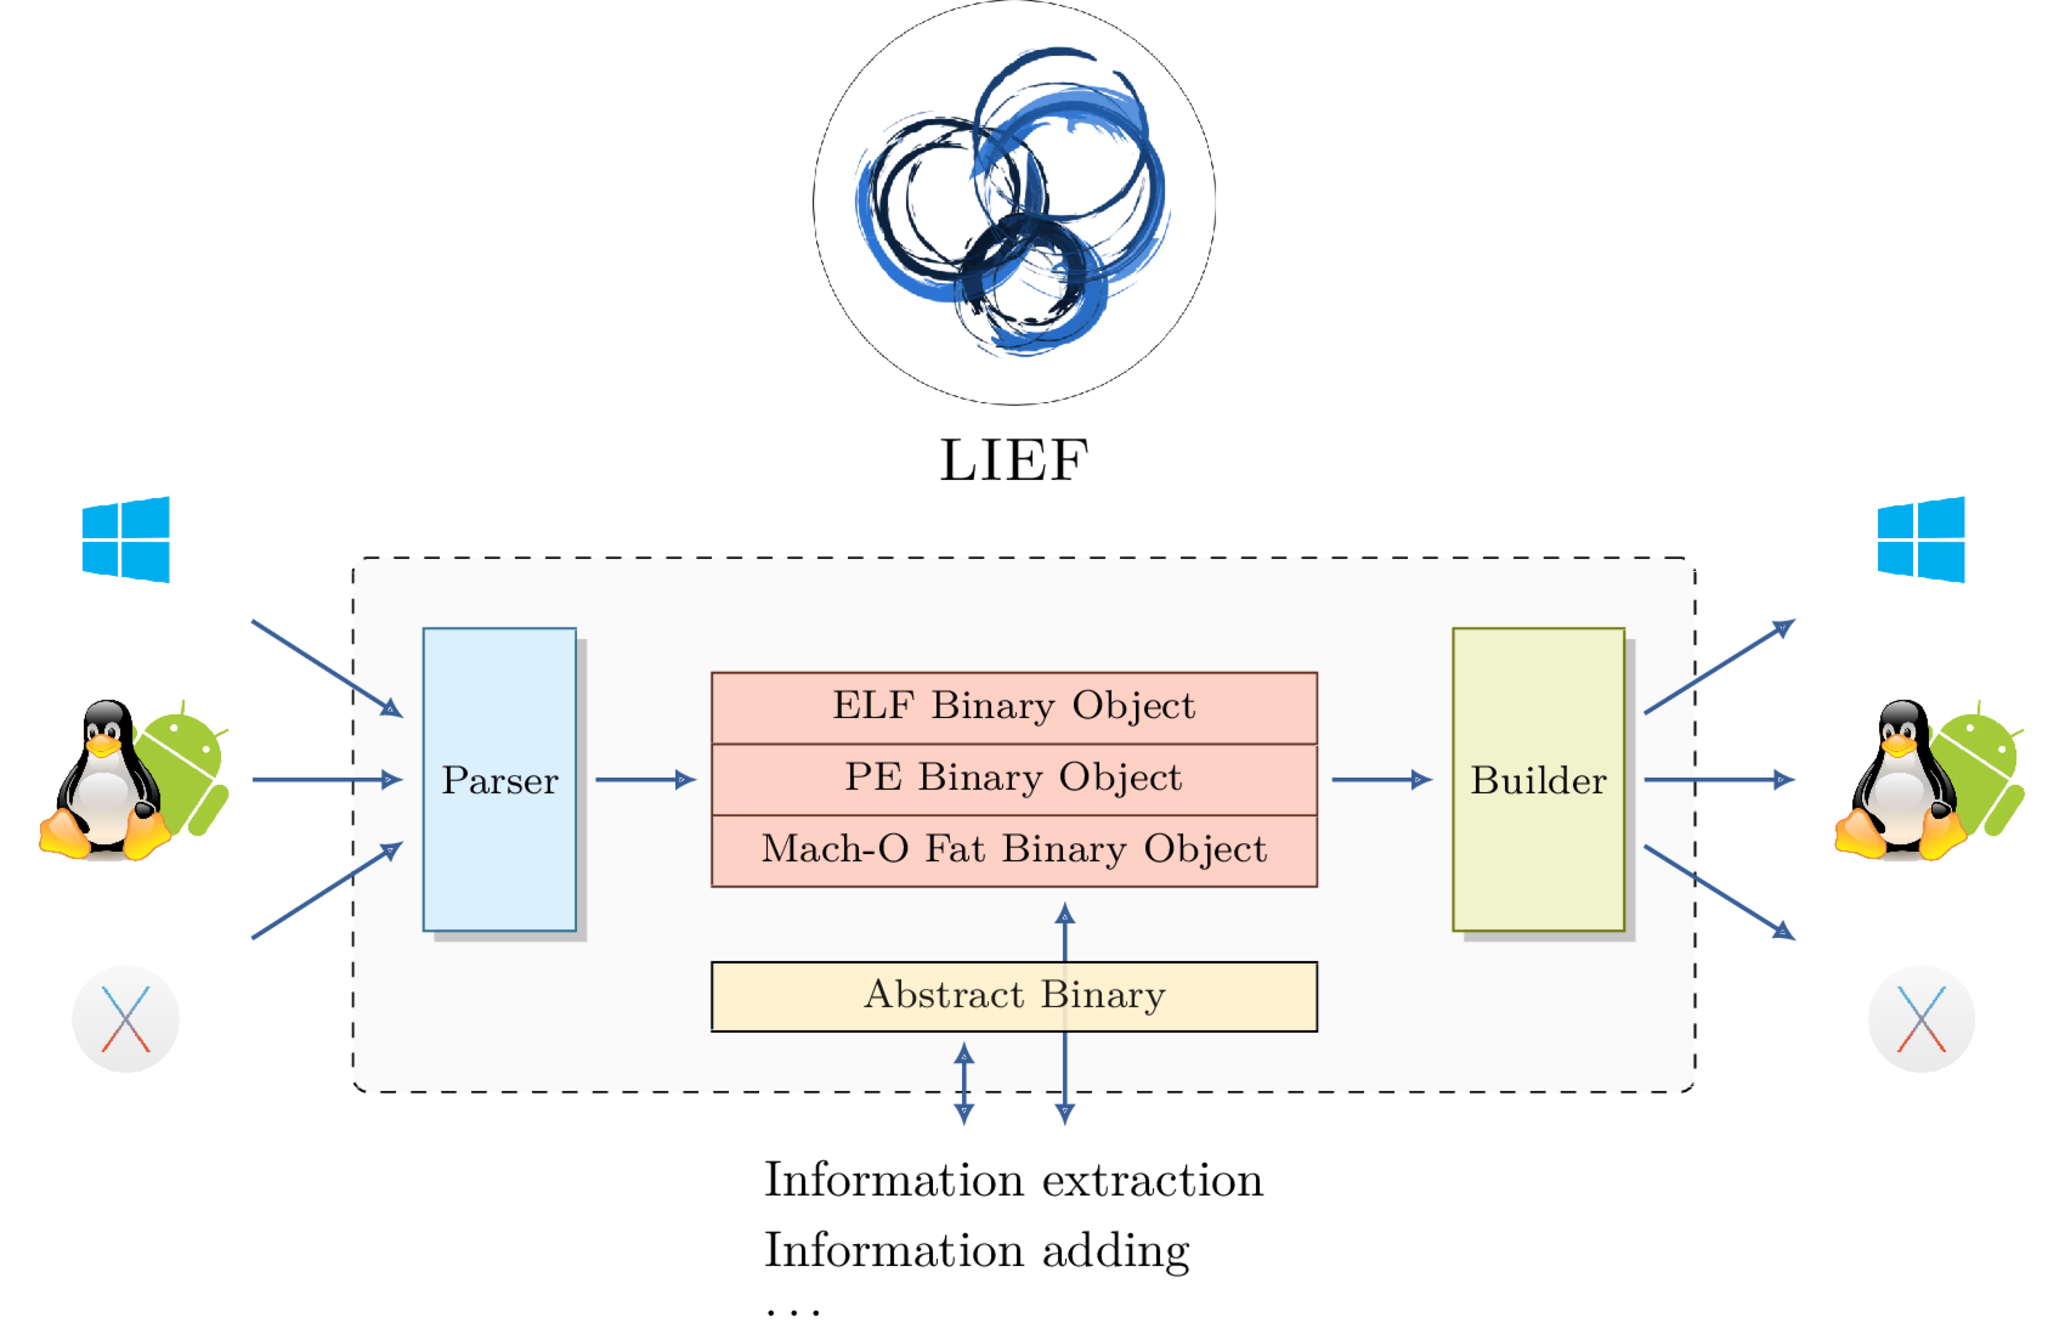 LIEF
Parser
ELF Binary Object
PE Binary Object
Mach-O Fat Binary Object
Builder
Abstract Binary
Information extraction
Information adding
...